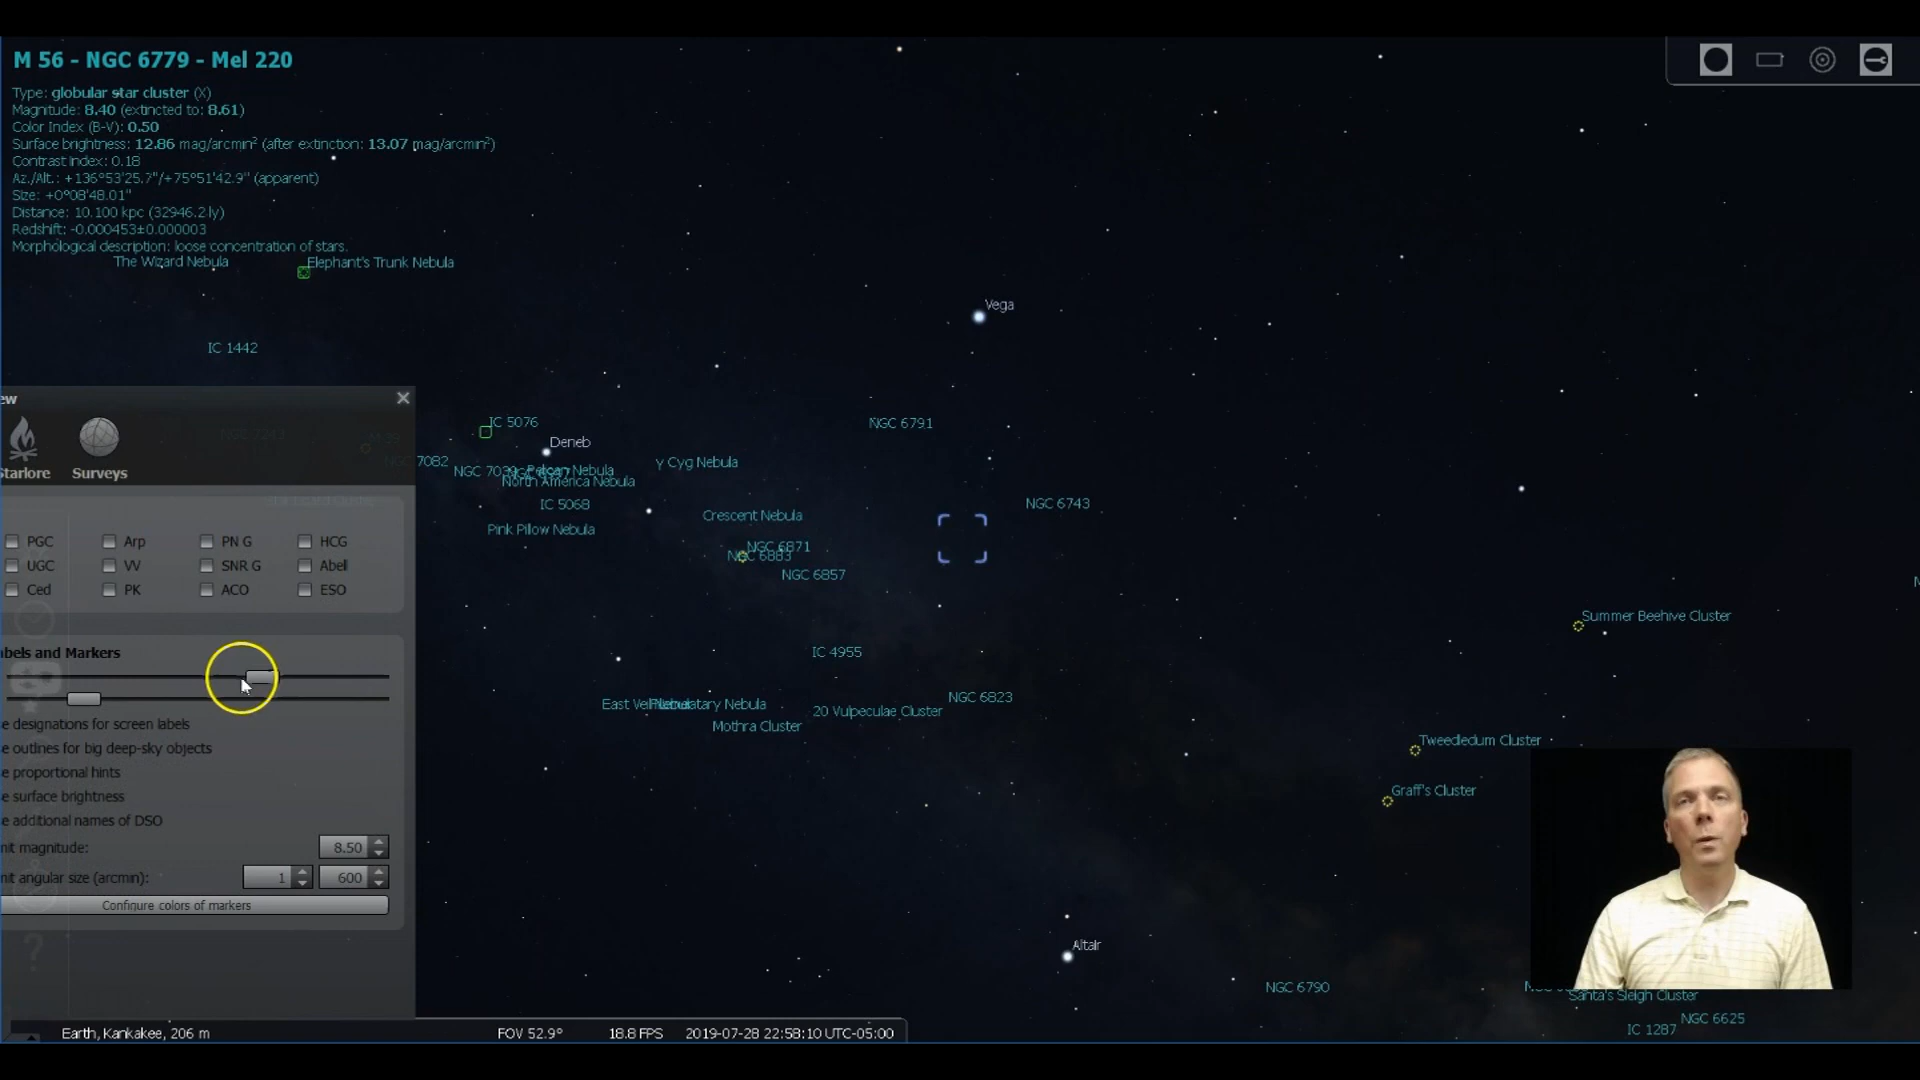 M 56 - NGC 6779 - Mel 220
Type: globular star cluster (X)
Magnitude: 8.40 (extincted to: 8.61)
Color Index (B-V): 0.50
Surface brightness: 12.86 mag/arcmin² (after extinction: 13.07 mag/arcmin²)
Contrast Index: 0.18
Az./Alt.: +136°53'25.7"/+75°51'42.9" (apparent)
Size: +0°08'48.01"
Distance: 10.100 kpc (32946.2 ly)
Redshift: -0.000453±0.000003
Morphological description: loose concentration of stars.
The Wizard Nebula
Elephant's Trunk Nebula
Vega
IC 1442
ew
Starlore
Surveys
M 39
NGC 7082
IC 5076
Deneb
NGC 7039
Pelican Nebula
North America Nebula
IC 5068
Pink Pillow Nebula
γ Cyg Nebula
Crescent Nebula
NGC 6871
NGC 6883
NGC 6857
NGC 6791
NGC 6743
PGC
Arp
PN G
HCG
UGC
VV
SNR G
Abell
Ced
PK
ACO
ESO
Summer Beehive Cluster
abels and Markers
IC 4955
East Veil
NGC 6823
20 Vulpeculae Cluster
Mothra Cluster
e designations for screen labels
e outlines for big deep-sky objects
e proportional hints
e surface brightness
e additional names of DSO
mit magnitude:
8.50
mit angular size (arcmin):
1
600
Configure colors of markers
Tweedledum Cluster
Graff's Cluster
Altair
NGC 6790
Santa's Sleigh Cluster
NGC 6625
IC 1287
Earth, Kankakee, 206 m
FOV 52.9°
18.8 FPS
2019-07-28 22:58:10 UTC-05:00